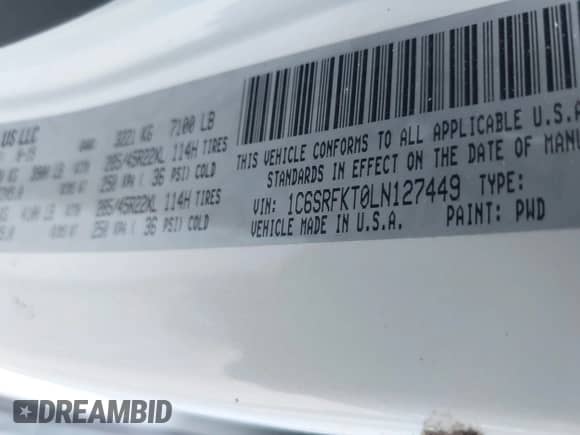 US LLC
3221 KG 7100 LB
285/45R22XL 114H TIRES
250 KPA ( 36 PSI) COLD
285/45R22XL 114H TIRES
250 KPA ( 36 PSI) COLD
THIS VEHICLE CONFORMS TO ALL APPLICABLE U.S.A.
STANDARDS IN EFFECT ON THE DATE OF MANU
VIN: 1C6SRFKT0LN127449 TYPE:
VEHICLE MADE IN U.S.A. PAINT: PWD
DREAMBID